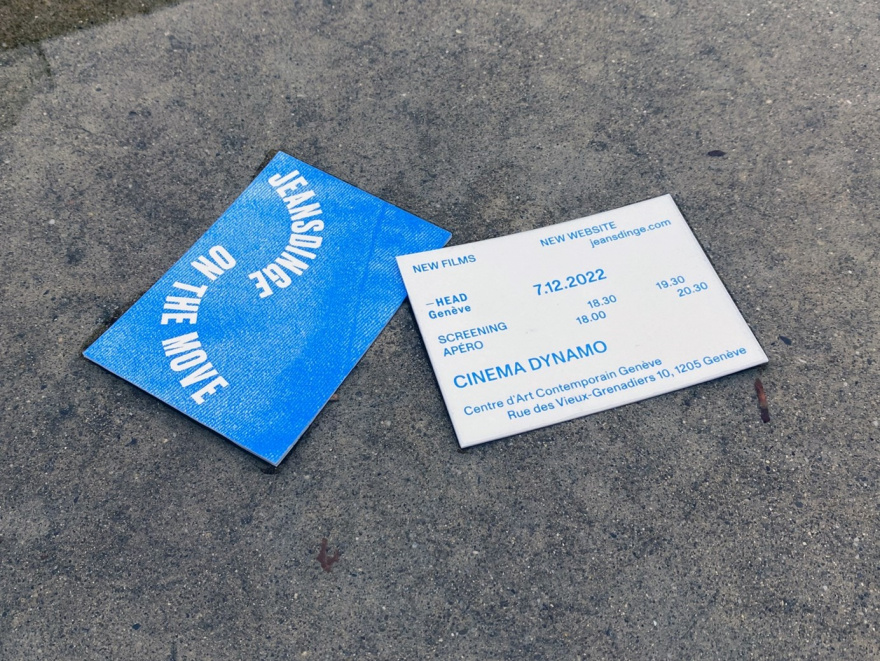 JEANSDINGE
ON THE MOVE
NEW FILMS
NEW WEBSITE
jeansdinge.com
—HEAD
Genève
7.12.2022
SCREENING 18.30 19.30
APÉRO 18.00 20.30
CINEMA DYNAMO
Centre d'Art Contemporain Genève
Rue des Vieux-Grenadiers 10, 1205 Genève